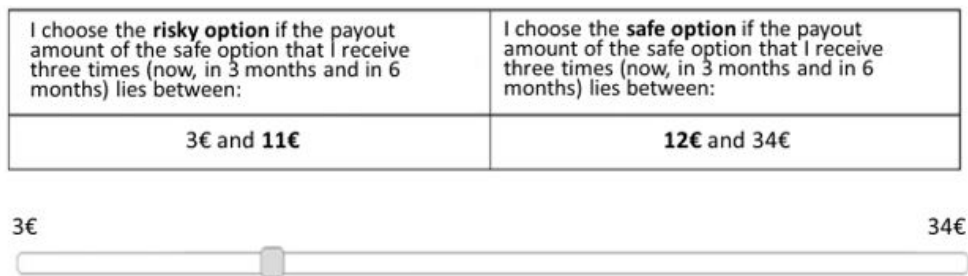 I choose the risky option if the payout
amount of the safe option that I receive
three times (now, in 3 months and in 6
months) lies between:
I choose the safe option if the payout
amount of the safe option that I receive
three times (now, in 3 months and in 6
months) lies between:
3€ and 11€
12€ and 34€
3€
34€